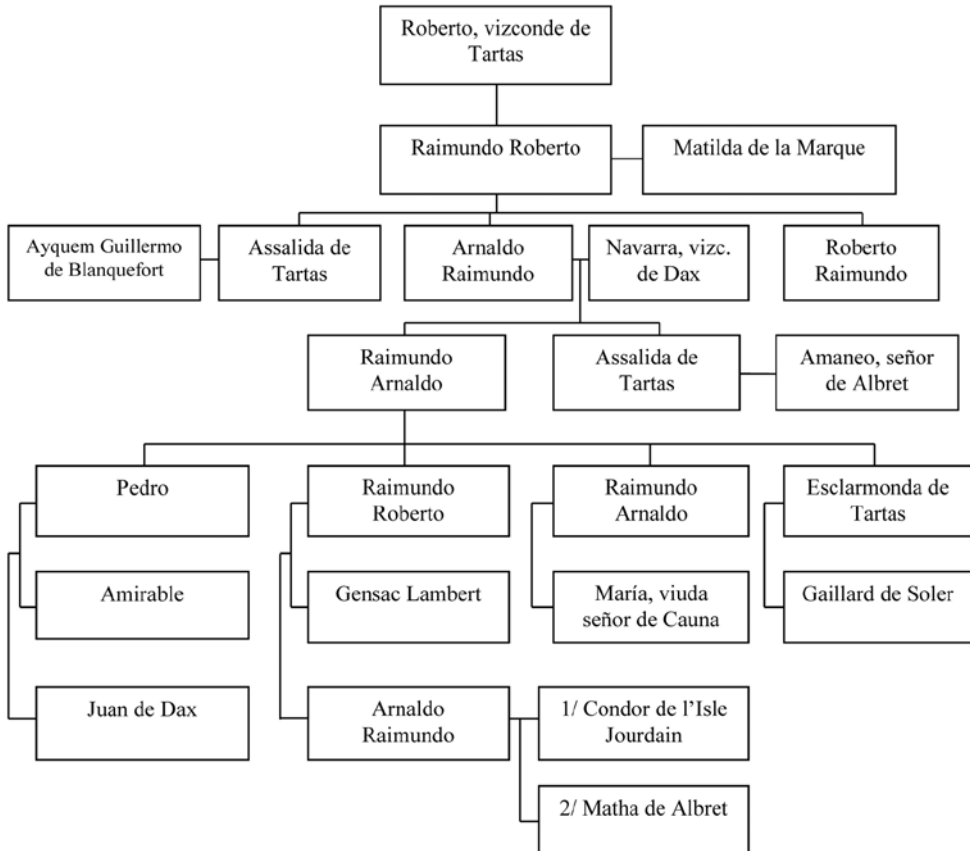 Roberto, vizconde de
Tartas
Raimundo Roberto
Matilda de la Marque
Ayquem Guillermo
de Blanquefort
Assalida de
Tartas
Arnaldo
Raimundo
Navarra, vizc.
de Dax
Roberto
Raimundo
Raimundo
Arnaldo
Assalida de
Tartas
Amaneo, señor
de Albret
Pedro
Raimundo
Roberto
Raimundo
Arnaldo
Esclarmonda de
Tartas
Amirable
Gensac Lambert
María, viuda
señor de Cauna
Gaillard de Soler
Juan de Dax
Arnaldo
Raimundo
1/ Condor de l’Isle
Jourdain
2/ Matha de Albret